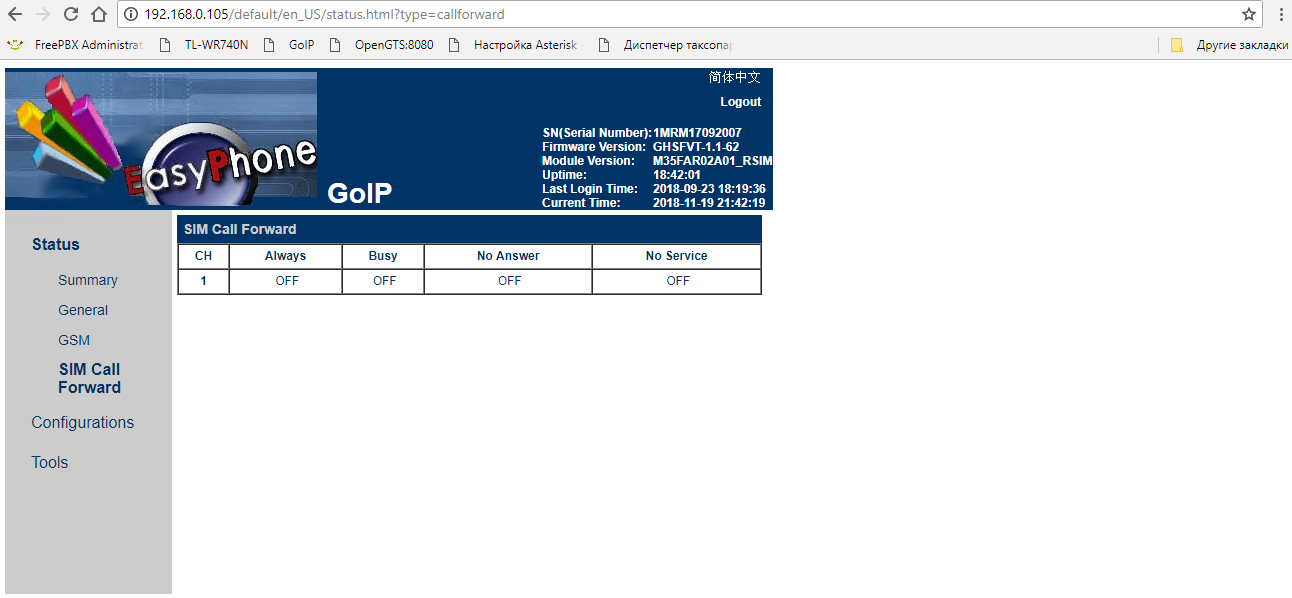 192.168.0.105/default/en_US/status.html?type=callforward
FreePBX Administrat TL-WR740N GoIP OpenGTS:8080 Настройка Asterisk Диспетчер таксопар Другие закладки
简体中文
Logout
EasyPhone
GoIP
SN(Serial Number):1MRM17092007
Firmware Version: GHSFVT-1.1-62
Module Version: M35FAR02A01_RSIM
Uptime: 18:42:01
Last Login Time: 2018-09-23 18:19:36
Current Time: 2018-11-19 21:42:19
Status
Summary
General
GSM
SIM Call
Forward
Configurations
Tools
SIM Call Forward
CH Always Busy No Answer No Service
1 OFF OFF OFF OFF